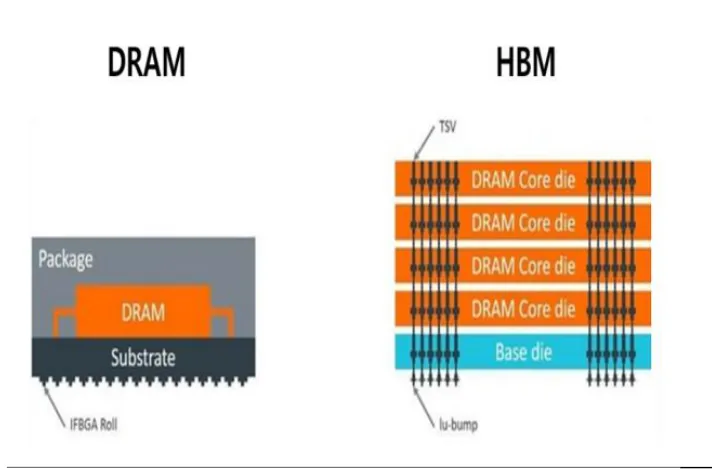 DRAM
HBM
TSV
DRAM Core die
DRAM Core die
DRAM Core die
DRAM Core die
Base die
lu-bump
Package
DRAM
Substrate
IFBGA Roll